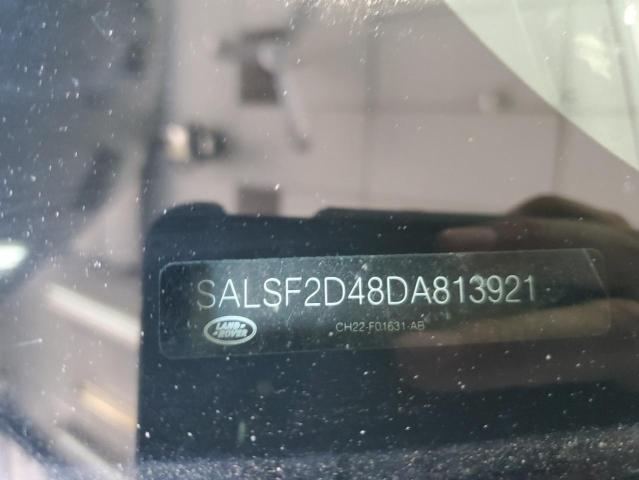 SALSF2D48DA813921
LAND-
-ROVER
CH22-F01631-AB